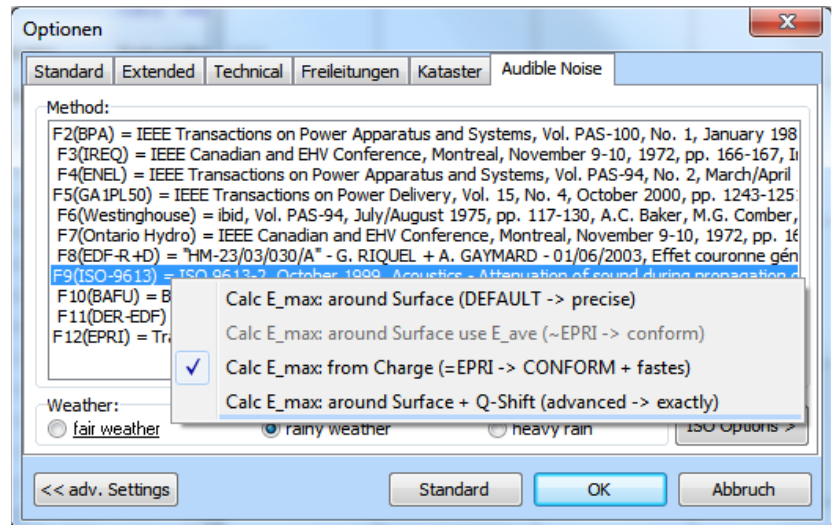 Optionen
Standard Extended Technical Freileitungen Kataster Audible Noise
Method:
F2(BPA) = IEEE Transactions on Power Apparatus and Systems, Vol. PAS-100, No. 1, January 198
F3(IREQ) = IEEE Canadian and EHV Conference, Montreal, November 9-10, 1972, pp. 166-167, I
F4(ENEL) = IEEE Transactions on Power Apparatus and Systems, Vol. PAS-94, No. 2, March/April
F5(GA1PL50) = IEEE Transactions on Power Delivery, Vol. 15, No. 4, October 2000, pp. 1243-125
F6(Westinghouse) = ibid, Vol. PAS-94, July/August 1975, pp. 117-130, A.C. Baker, M.G. Comber,
F7(Ontario Hydro) = IEEE Canadian and EHV Conference, Montreal, November 9-10, 1972, pp. 16
F8(EDF-R+D) = "HM-23/03/030/A" - G. RIQUEL + A. GAYMARD - 01/06/2003, Effet couronne gén
F9(ISO-9613) = ISO 9613-2, October 1999, Acoustics - Attenuation of sound during propagation
F10(BAFU) = B
F11(DER-EDF)
F12(EPRI) = Tr
Calc E_max: around Surface (DEFAULT -> precise)
Calc E_max: around Surface use E_ave (~EPRI -> conform)
Calc E_max: from Charge (=EPRI -> CONFORM + fastes)
Calc E_max: around Surface + Q-Shift (advanced -> exactly)
Weather:
fair weather rainy weather heavy rain ISO Options >
<< adv. Settings Standard OK Abbruch